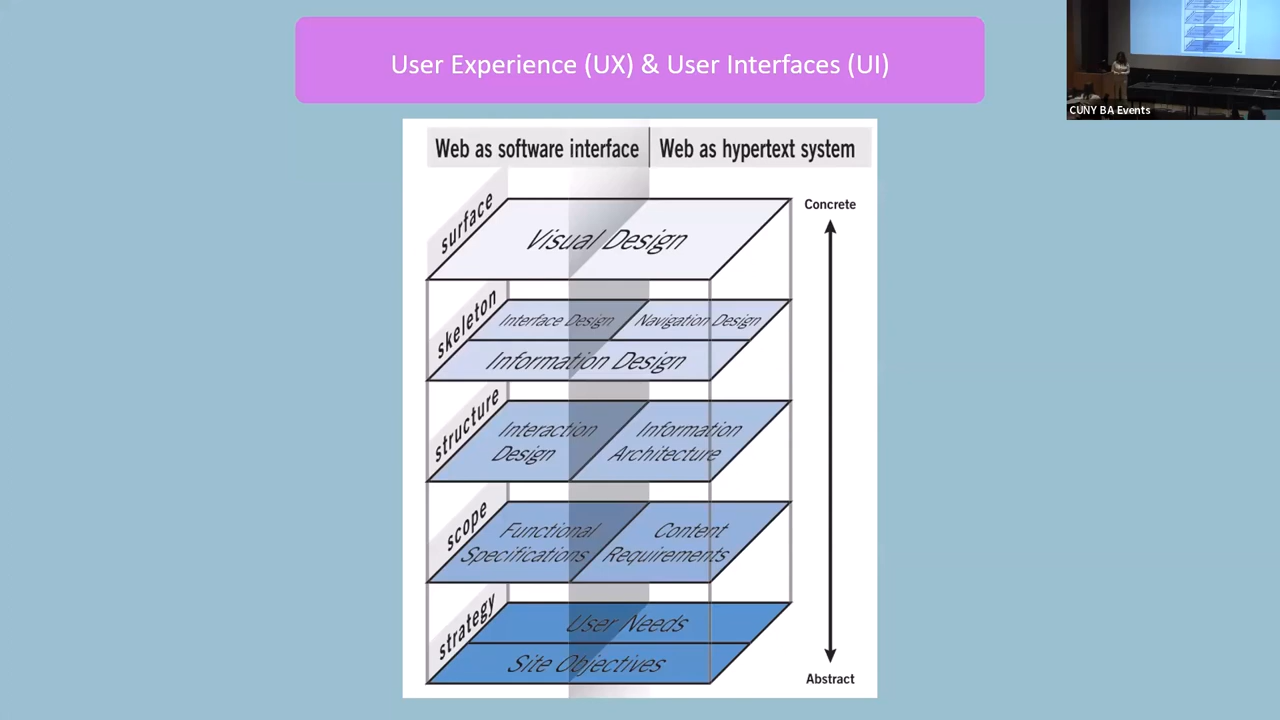 User Experience (UX) & User Interfaces (UI)
CUNY BA Events
Web as software interface
Web as hypertext system
Concrete
surface
Visual Design
skeleton
Interface Design
Navigation Design
Information Design
structure
Interaction
Design
Information
Architecture
scope
Functional
Specifications
Content
Requirements
strategy
User Needs
Site Objectives
Abstract